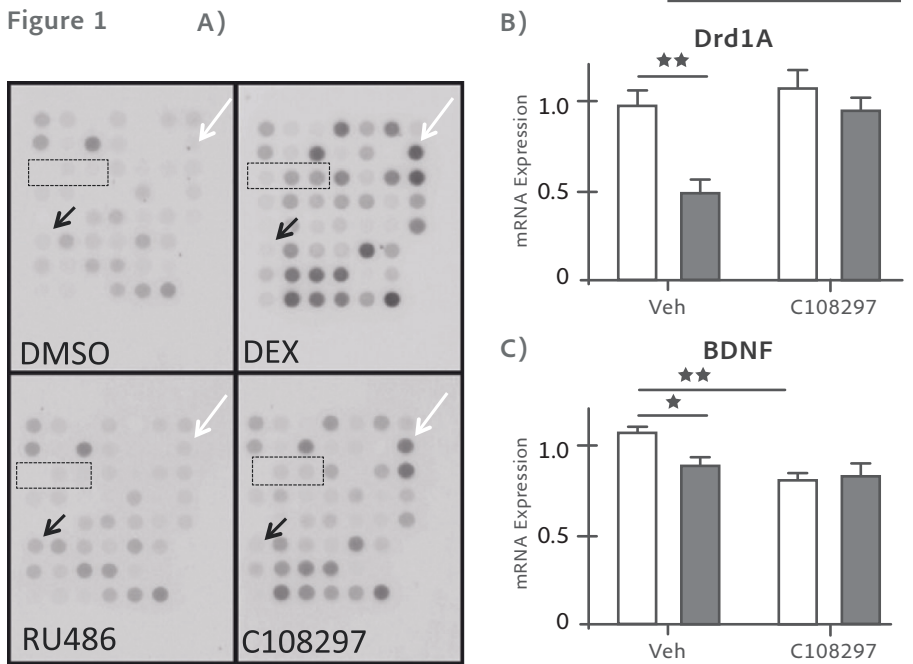 Figure 1
A)
DMSO
DEX
RU486
C108297
B)
Drd1A
★★
mRNA Expression
1.0
0.5
0
Veh
C108297
C)
BDNF
★★
★
mRNA Expression
1.0
0.5
0
Veh
C108297